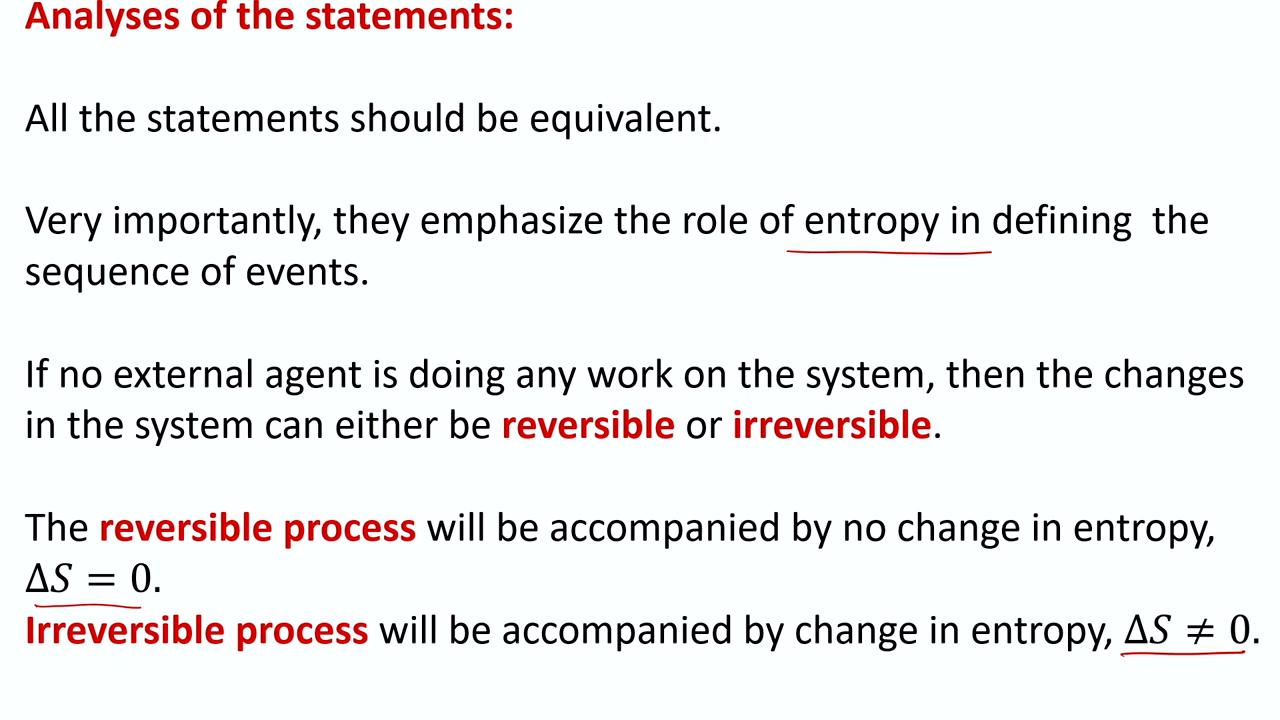 Analyses of the statements:
All the statements should be equivalent.
Very importantly, they emphasize the role of entropy in defining the
sequence of events.
If no external agent is doing any work on the system, then the changes
in the system can either be reversible or irreversible.
The reversible process will be accompanied by no change in entropy,
ΔS = 0.
Irreversible process will be accompanied by change in entropy, ΔS ≠ 0.